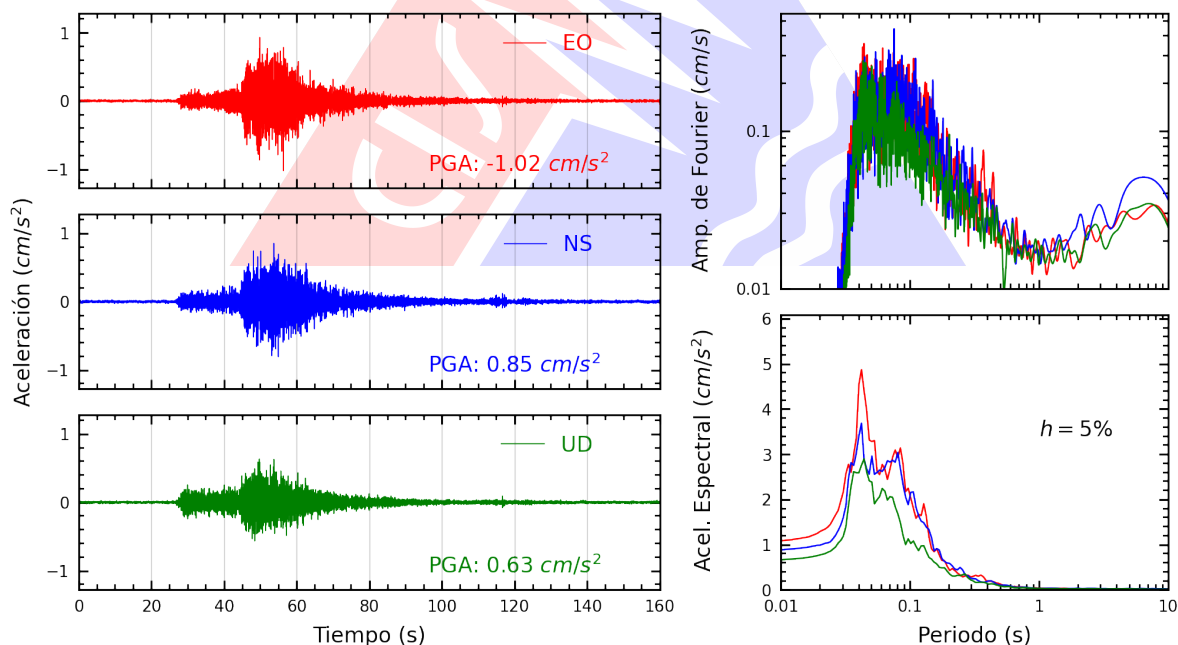 Aceleración (cm/s²)
1
0
−1
EO
PGA: -1.02 cm/s²
1
0
−1
NS
PGA: 0.85 cm/s²
1
0
−1
UD
PGA: 0.63 cm/s²
0 20 40 60 80 100 120 140 160
Tiempo (s)
Amp. de Fourier (cm/s)
0.1
0.01
Acel. Espectral (cm/s²)
6
5
4
3
2
1
0
h = 5%
0.01 0.1 1 10
Periodo (s)